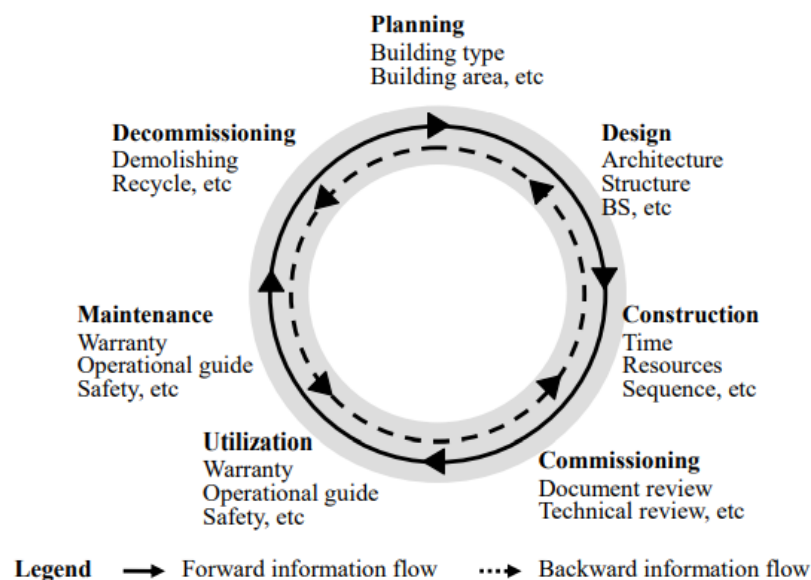 Planning
Building type
Building area, etc
Decommissioning
Demolishing
Recycle, etc
Design
Architecture
Structure
BS, etc
Maintenance
Warranty
Operational guide
Safety, etc
Construction
Time
Resources
Sequence, etc
Utilization
Warranty
Operational guide
Safety, etc
Commissioning
Document review
Technical review, etc
Legend Forward information flow Backward information flow